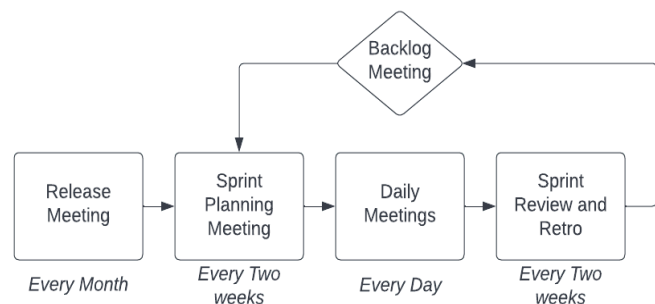 Backlog
Meeting
Release
Meeting
Sprint
Planning
Meeting
Daily
Meetings
Sprint
Review and
Retro
Every Month
Every Two
weeks
Every Day
Every Two
weeks